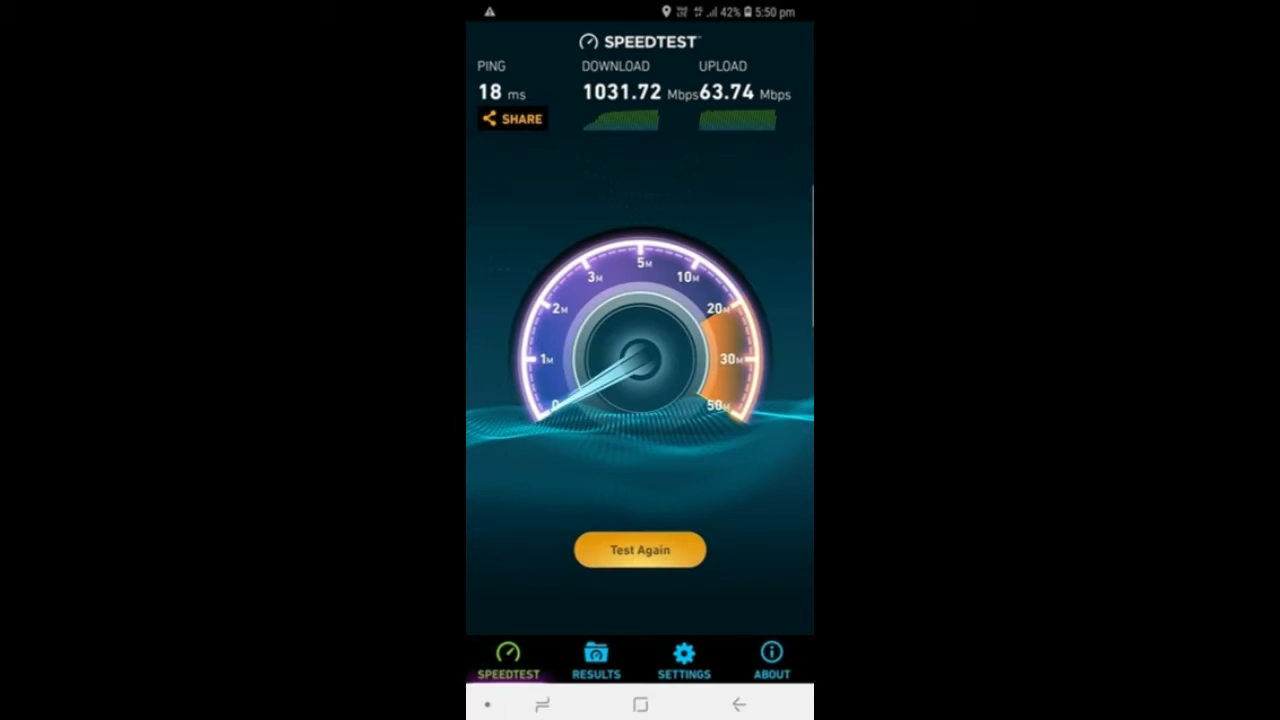 42% 5:50 pm
SPEEDTEST
PING DOWNLOAD UPLOAD
18 ms 1031.72 Mbps 63.74 Mbps
SHARE
5M
3M 10M
2M 20M
1M 30M
0 50M
Test Again
SPEEDTEST RESULTS SETTINGS ABOUT